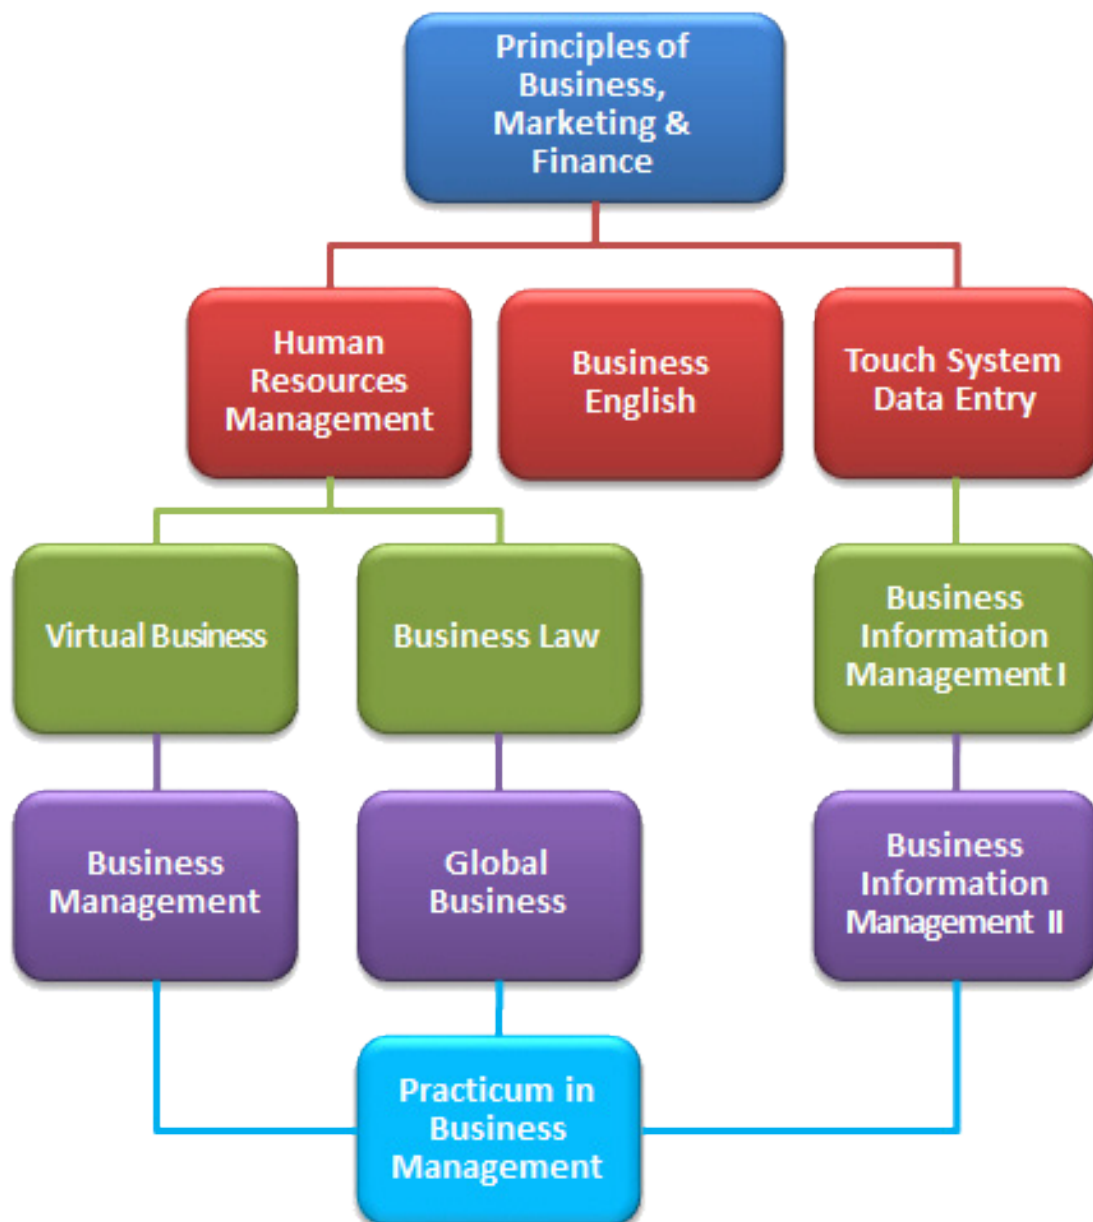 Principles of
Business,
Marketing &
Finance
Human
Resources
Management
Business
English
Touch System
Data Entry
Virtual Business
Business Law
Business
Information
Management I
Business
Management
Global
Business
Business
Information
Management II
Practicum in
Business
Management